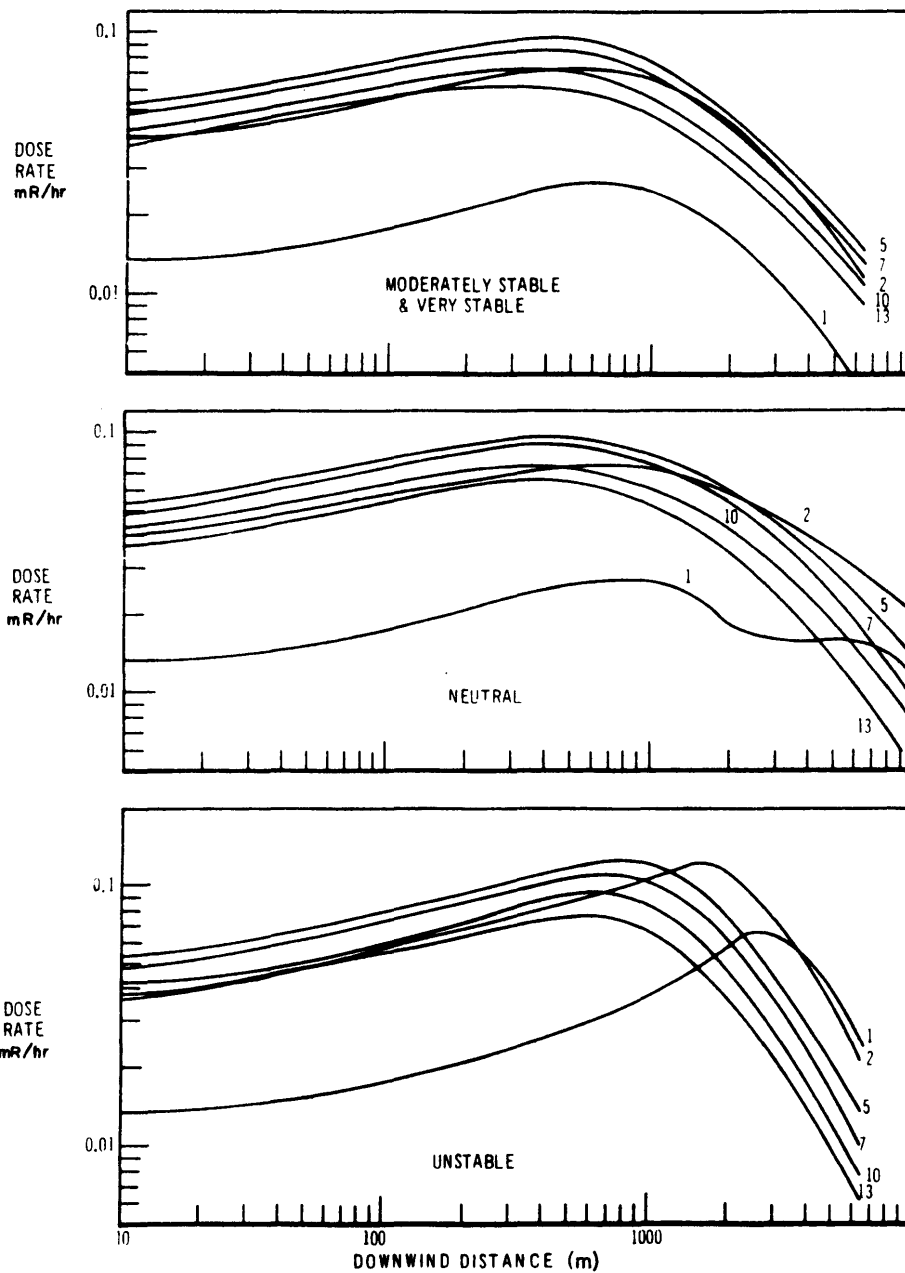 0.1
DOSE
RATE
mR/hr
0.01
MODERATELY STABLE
& VERY STABLE
1
5
7
2
10
13
0.1
DOSE
RATE
mR/hr
0.01
NEUTRAL
1
10
2
5
7
13
0.1
DOSE
RATE
mR/hr
0.01
UNSTABLE
1
2
5
7
10
13
10
100
1000
DOWNWIND DISTANCE (m)